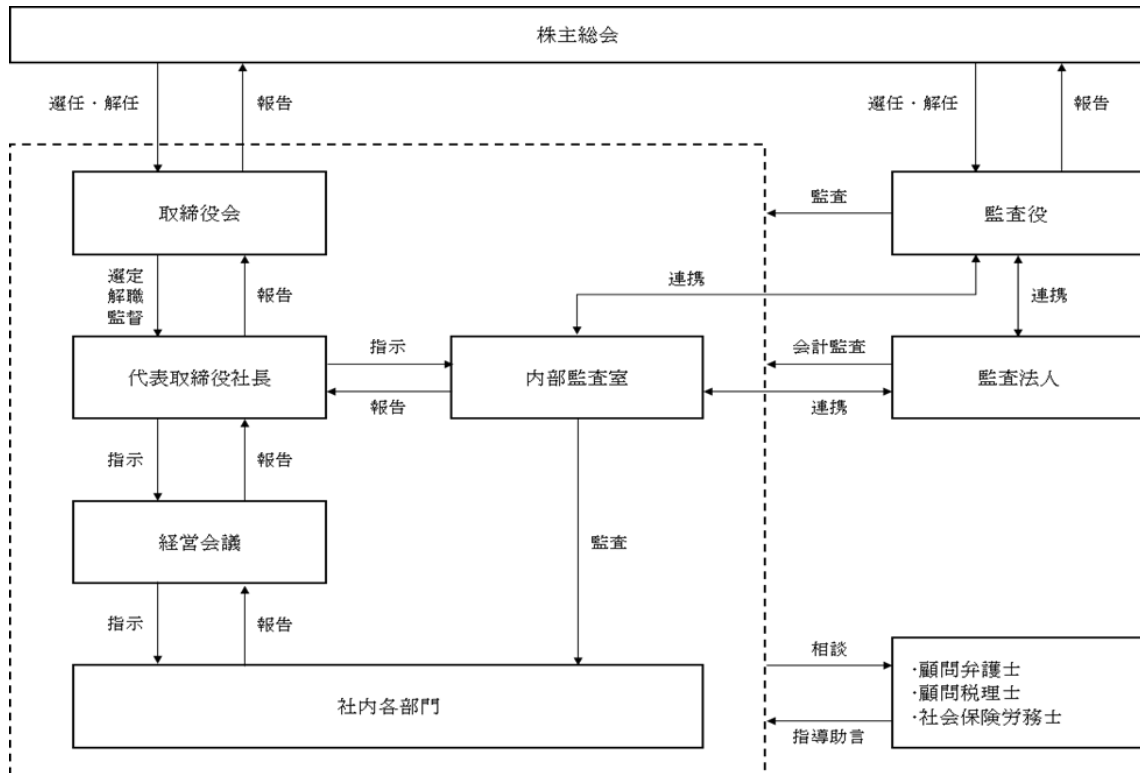 株主総会
選任・解任
報告
選任・解任
報告
取締役会
監査
監査役
選定
解職
監督
報告
連携
連携
代表取締役社長
指示
報告
内部監査室
会計監査
連携
監査法人
指示
報告
経営会議
監査
指示
報告
社内各部門
相談
指導助言
・顧問弁護士
・顧問税理士
・社会保険労務士